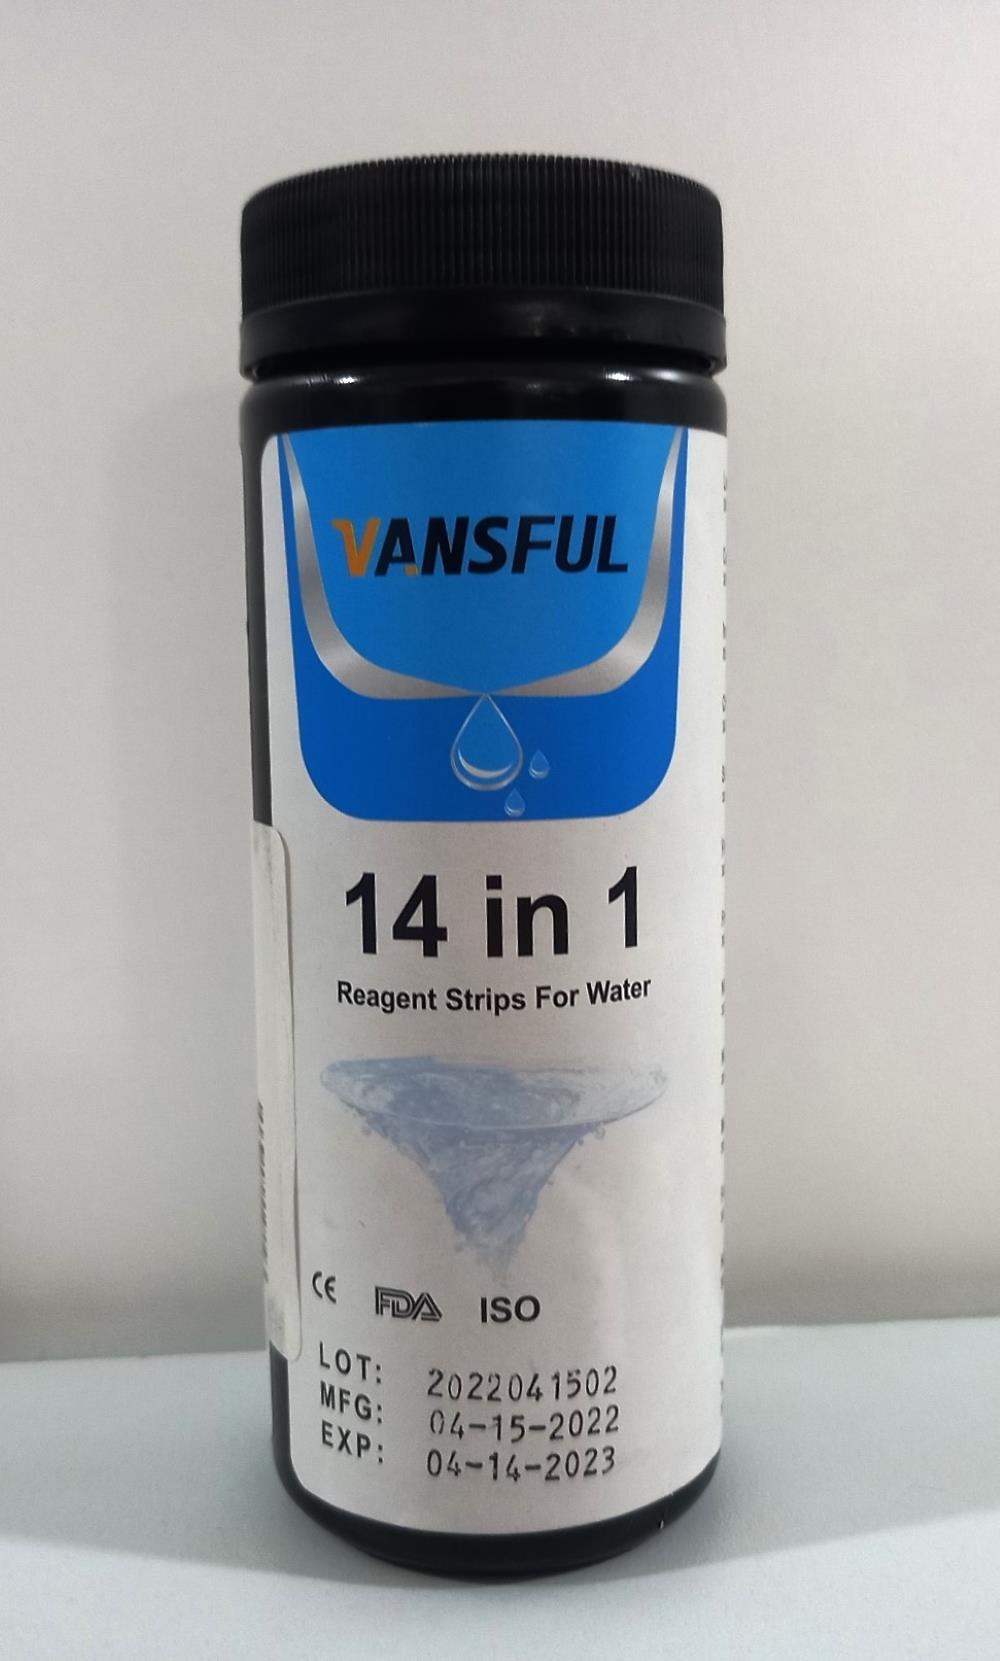 VANSFUL
14 in 1
Reagent Strips For Water
CE FDA ISO
LOT: 2022041502
MFG: 04-15-2022
EXP: 04-14-2023